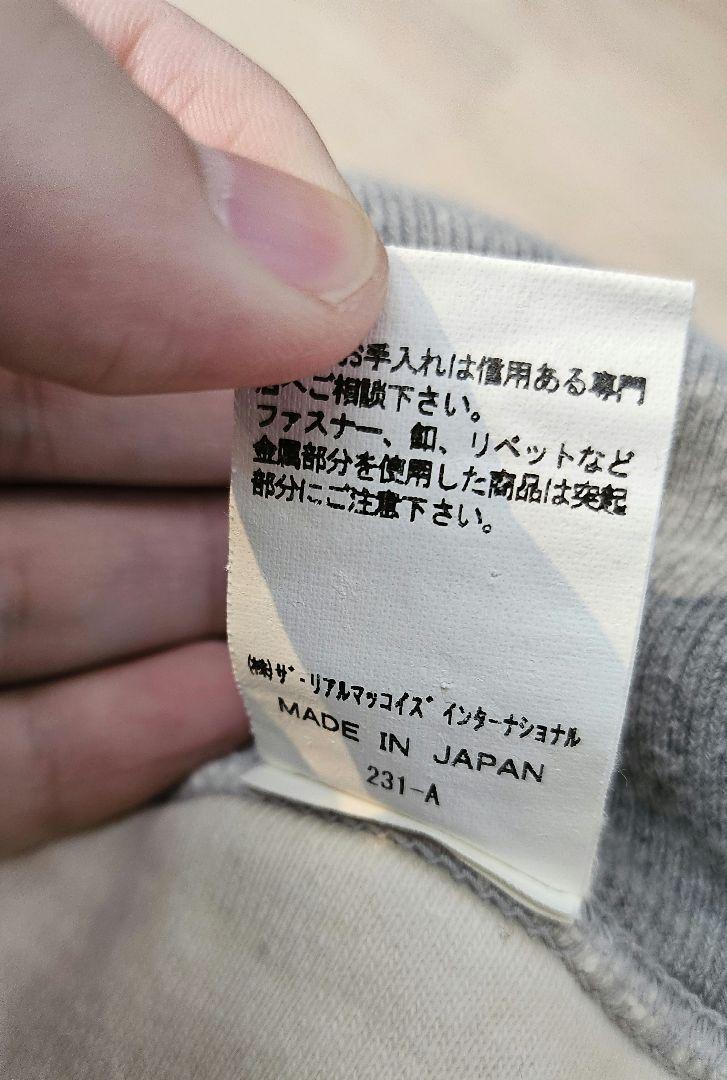 お手入れは信用ある専門
店へご相談下さい。
ファスナー、釦、リベットなど
金属部分を使用した商品は突起
部分にご注意下さい。
㈱ザ・リアルマッコイズ インターナショナル
MADE IN JAPAN
231-A